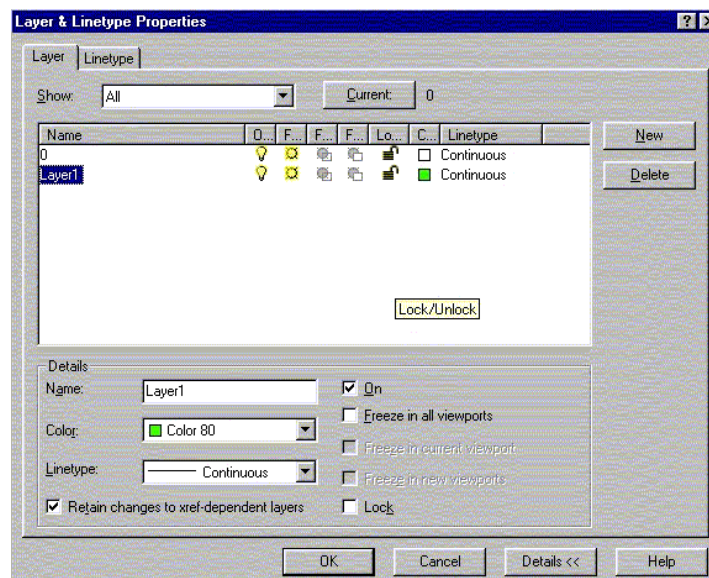 Layer & Linetype Properties
Layer Linetype
Show: All Current: 0
Name O... F... F... F... Lo... C... Linetype
0 Continuous
Layer1 Continuous
New
Delete
Lock/Unlock
Details
Name: Layer1
Color: Color 80
Linetype: Continuous
Retain changes to xref-dependent layers
On
Freeze in all viewports
Freeze in current viewport
Freeze in new viewports
Lock
OK Cancel Details << Help